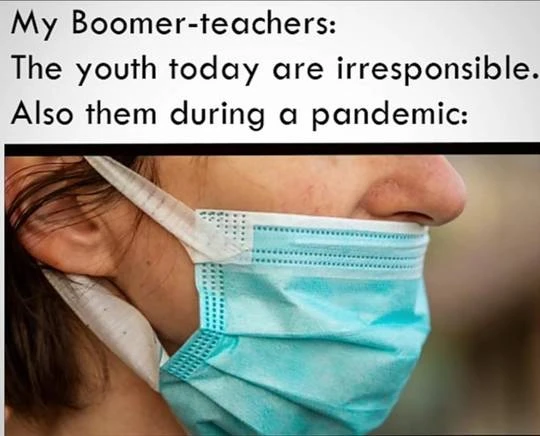 My Boomer-teachers:
The youth today are irresponsible.
Also them during a pandemic: